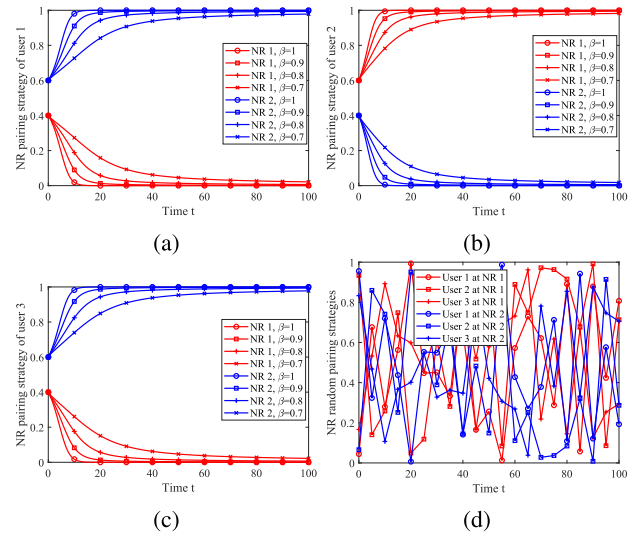 NR pairing strategy of user 1
1
0.8
0.6
0.4
0.2
0
0 20 40 60 80 100
Time t
NR 1, β=1
NR 1, β=0.9
NR 1, β=0.8
NR 1, β=0.7
NR 2, β=1
NR 2, β=0.9
NR 2, β=0.8
NR 2, β=0.7
(a)
NR pairing strategy of user 2
1
0.8
0.6
0.4
0.2
0
0 20 40 60 80 100
Time t
NR 1, β=1
NR 1, β=0.9
NR 1, β=0.8
NR 1, β=0.7
NR 2, β=1
NR 2, β=0.9
NR 2, β=0.8
NR 2, β=0.7
(b)
NR pairing strategy of user 3
1
0.8
0.6
0.4
0.2
0
0 20 40 60 80 100
Time t
NR 1, β=1
NR 1, β=0.9
NR 1, β=0.8
NR 1, β=0.7
NR 2, β=1
NR 2, β=0.9
NR 2, β=0.8
NR 2, β=0.7
(c)
NR random pairing strategies
1
0.8
0.6
0.4
0.2
0
0 20 40 60 80 100
Time t
User 1 at NR 1
User 2 at NR 1
User 3 at NR 1
User 1 at NR 2
User 2 at NR 2
User 3 at NR 2
(d)